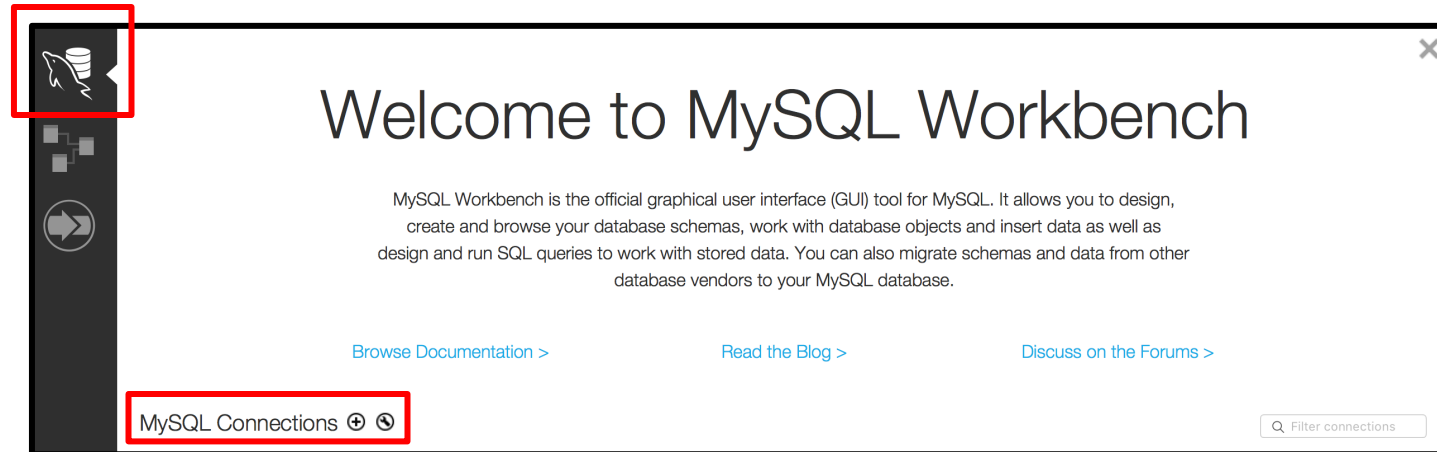 Welcome to MySQL Workbench
MySQL Workbench is the official graphical user interface (GUI) tool for MySQL. It allows you to design,
create and browse your database schemas, work with database objects and insert data as well as
design and run SQL queries to work with stored data. You can also migrate schemas and data from other
database vendors to your MySQL database.
Browse Documentation >
Read the Blog >
Discuss on the Forums >
MySQL Connections
Filter connections